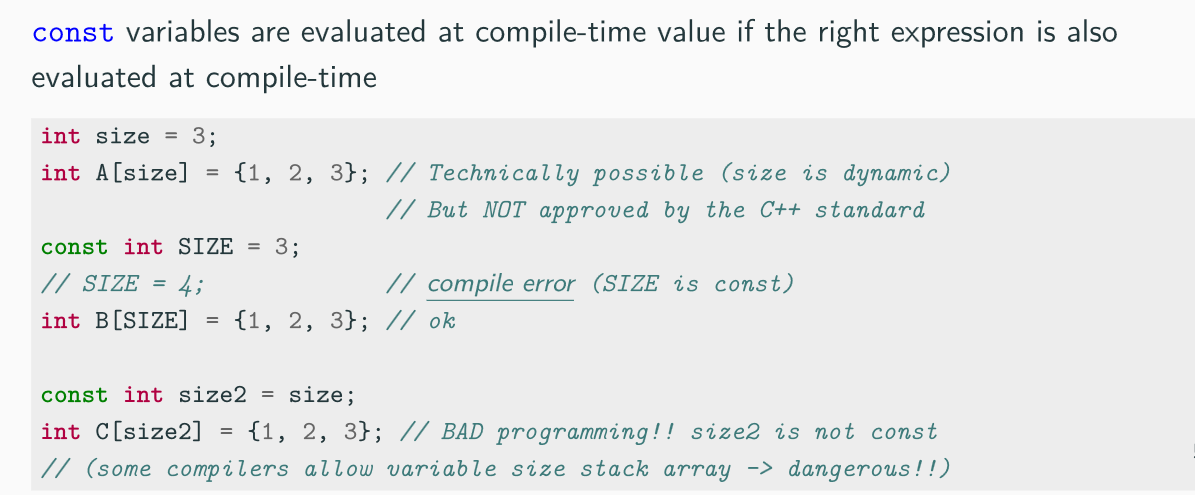 const variables are evaluated at compile-time value if the right expression is also
evaluated at compile-time
int size = 3;
int A[size] = {1, 2, 3}; // Technically possible (size is dynamic)
// But NOT approved by the C++ standard
const int SIZE = 3;
// SIZE = 4; // compile error (SIZE is const)
int B[SIZE] = {1, 2, 3}; // ok
const int size2 = size;
int C[size2] = {1, 2, 3}; // BAD programming!! size2 is not const
// (some compilers allow variable size stack array -> dangerous!!)